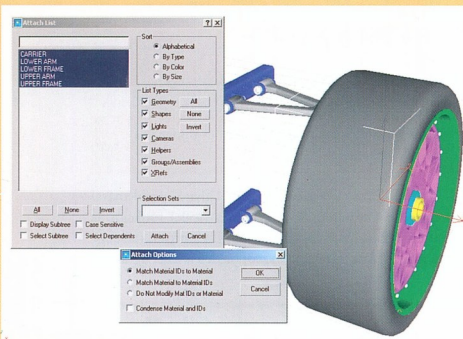 Attach List
CARRIER
LOWER ARM
LOWER FRAME
UPPER ARM
UPPER FRAME
Sort
Alphabetical
By Type
By Color
By Size
List Types
Geometry
All
Shapes
None
Lights
Invert
Cameras
Helpers
Groups/Assemblies
XRefs
Selection Sets
All
None
Invert
Display Subtree
Case Sensitive
Select Subtree
Select Dependents
Attach
Cancel
Attach Options
Match Material IDs to Material
OK
Match Material to Material IDs
Cancel
Do Not Modify Mat IDs or Material
Condense Material and IDs